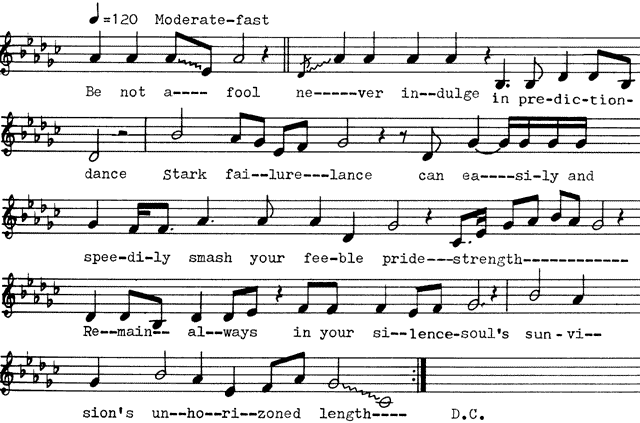 ♩=120 Moderate-fast
Be not a---- fool ne-----ver in--dulge in pre-dic-tion-
dance Stark fai--lure---lance can ea----si-ly and
spee-di-ly smash your fee-ble pride---strength-------------
Re--main-- al--ways in your si--lence-soul's sun-vi--
sion's un--ho--ri--zoned length---- D.C.